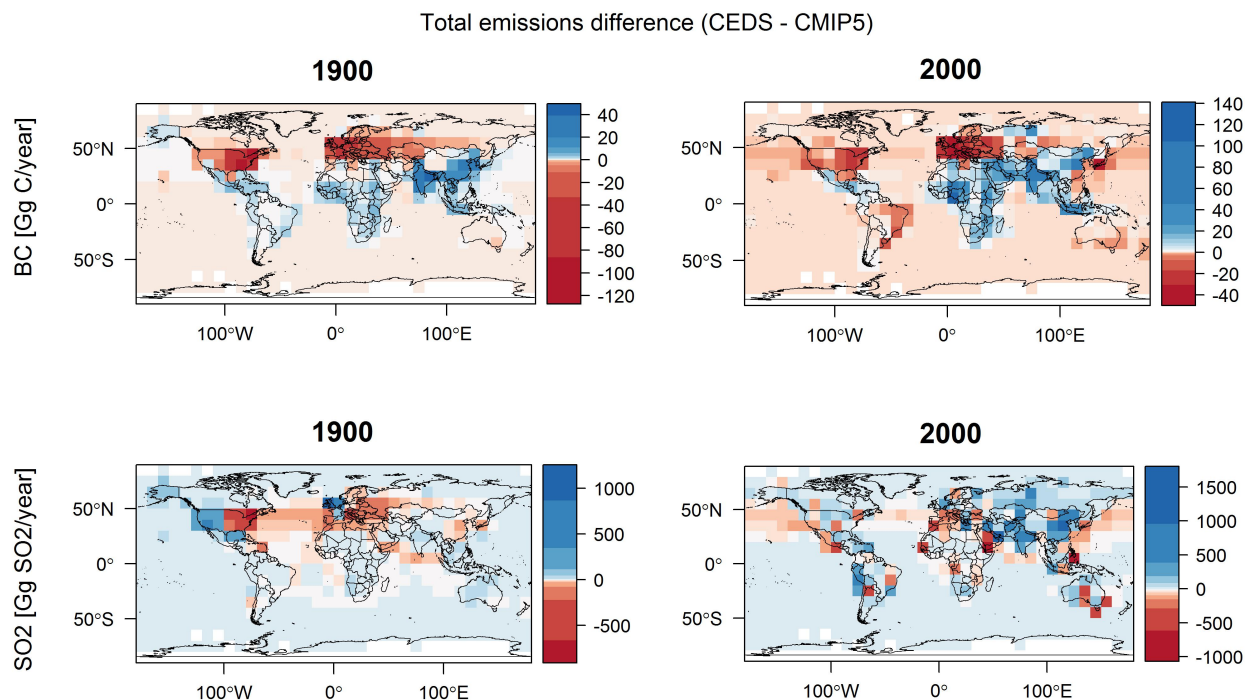 Total emissions difference (CEDS - CMIP5)
1900
2000
BC [Gg C/year]
50°N
0°
50°S
100°W
0°
100°E
40
20
0
-20
-40
-60
-80
-100
-120
50°N
0°
50°S
100°W
0°
100°E
140
120
100
80
60
40
20
0
-20
-40
1900
2000
SO2 [Gg SO2/year]
50°N
0°
50°S
100°W
0°
100°E
1000
500
0
-500
50°N
0°
50°S
100°W
0°
100°E
1500
1000
500
0
-500
-1000